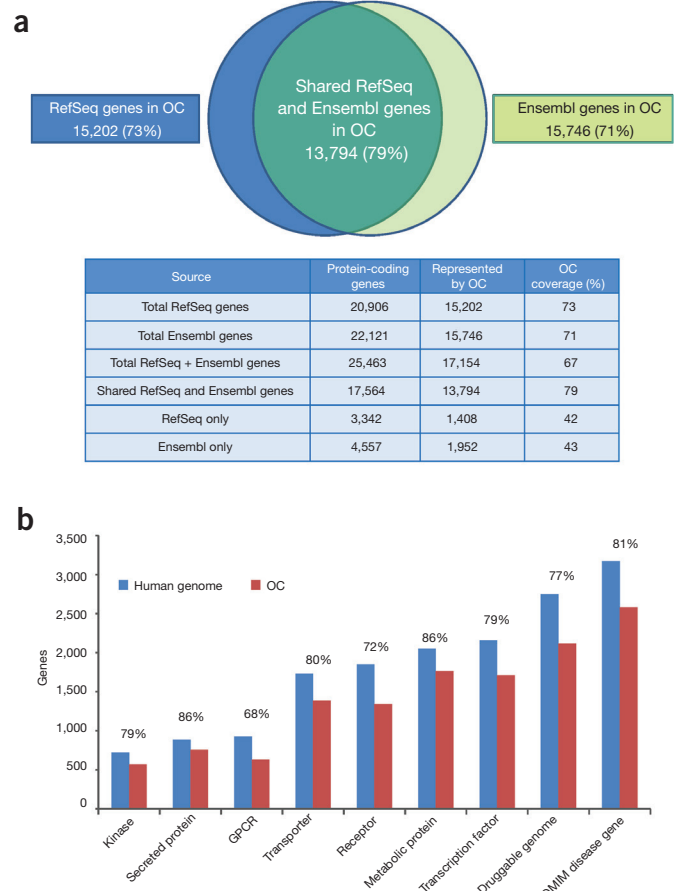 a
RefSeq genes in OC
15,202 (73%)
Shared RefSeq
and Ensembl genes
in OC
13,794 (79%)
Ensembl genes in OC
15,746 (71%)
Source Protein-coding genes Represented by OC OC coverage (%)
Total RefSeq genes 20,906 15,202 73
Total Ensembl genes 22,121 15,746 71
Total RefSeq + Ensembl genes 25,463 17,154 67
Shared RefSeq and Ensembl genes 17,564 13,794 79
RefSeq only 3,342 1,408 42
Ensembl only 4,557 1,952 43
b
Genes
3,500
3,000
2,500
2,000
1,500
1,000
500
0
Human genome OC
79% 86% 68% 80% 72% 86% 79% 77% 81%
Kinase
Secreted protein
GPCR
Transporter
Receptor
Metabolic protein
Transcription factor
Druggable genome
disease gene